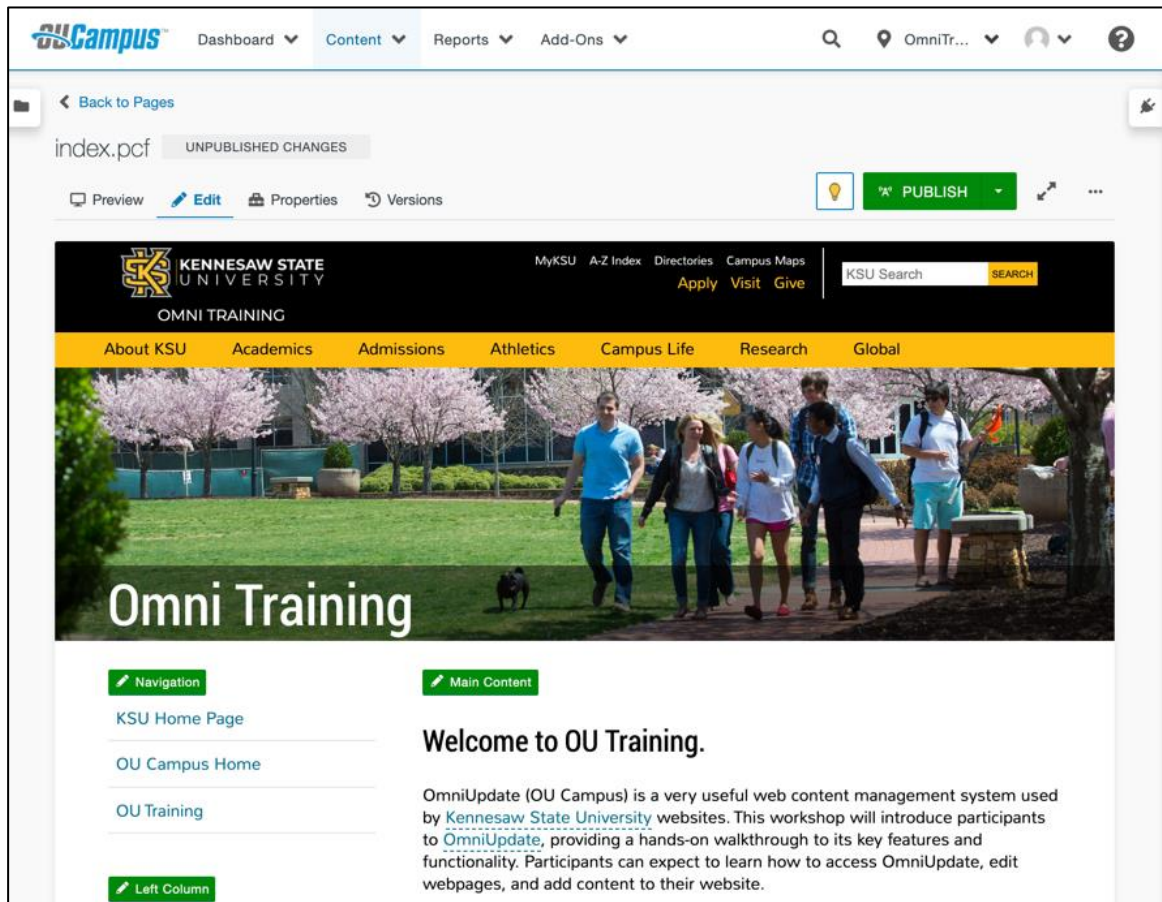 OUCampus
Dashboard Content Reports Add-Ons OmniTr...
Back to Pages
index.pcf UNPUBLISHED CHANGES
Preview Edit Properties Versions PUBLISH ...
KENNESAW STATE
UNIVERSITY
OMNI TRAINING
MyKSU A-Z Index Directories Campus Maps
Apply Visit Give
KSU Search SEARCH
About KSU Academics Admissions Athletics Campus Life Research Global
Omni Training
Navigation
KSU Home Page
OU Campus Home
OU Training
Left Column
Main Content
Welcome to OU Training.
OmniUpdate (OU Campus) is a very useful web content management system used
by Kennesaw State University websites. This workshop will introduce participants
to OmniUpdate, providing a hands-on walkthrough to its key features and
functionality. Participants can expect to learn how to access OmniUpdate, edit
webpages, and add content to their website.